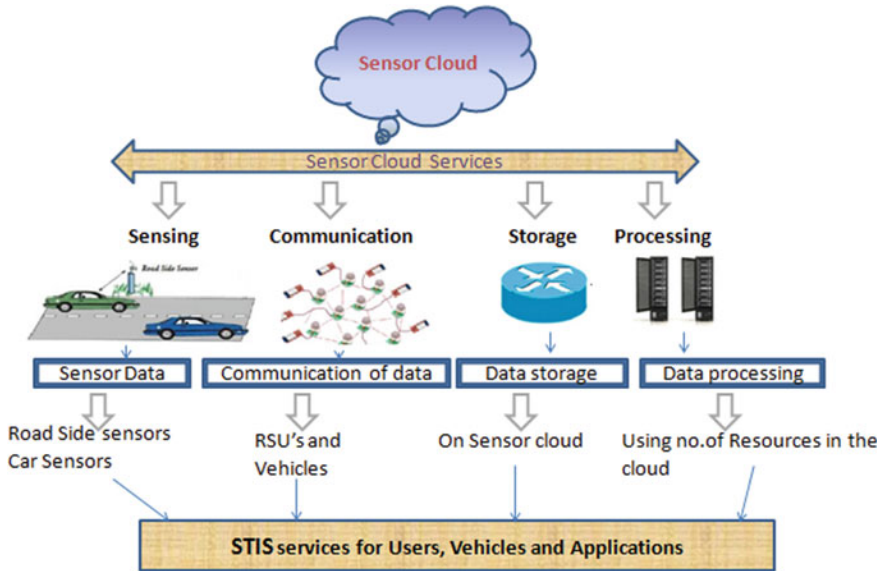 Sensor Cloud
Sensor Cloud Services
Sensing
Communication
Storage
Processing
Road Side Sensor
Sensor Data
Communication of data
Data storage
Data processing
Road Side sensors
Car Sensors
RSU's and
Vehicles
On Sensor cloud
Using no.of Resources in the
cloud
STIS services for Users, Vehicles and Applications